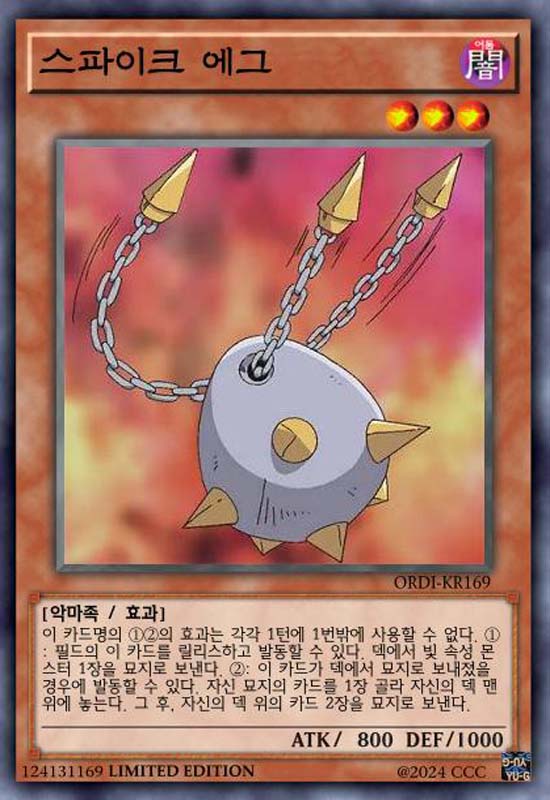 스파이크 에그
어둠
闇
ORDI-KR169
[악마족 / 효과]
이 카드명의 ①②의 효과는 각각 1턴에 1번밖에 사용할 수 없다. ①
: 필드의 이 카드를 릴리스하고 발동할 수 있다. 덱에서 빛 속성 몬
스터 1장을 묘지로 보낸다. ②: 이 카드가 덱에서 묘지로 보내졌을
경우에 발동할 수 있다. 자신 묘지의 카드를 1장 골라 자신의 덱 맨
위에 놓는다. 그 후, 자신의 덱 위의 카드 2장을 묘지로 보낸다.
ATK/ 800 DEF/1000
124131169 LIMITED EDITION
@2024 CCC
YU-G